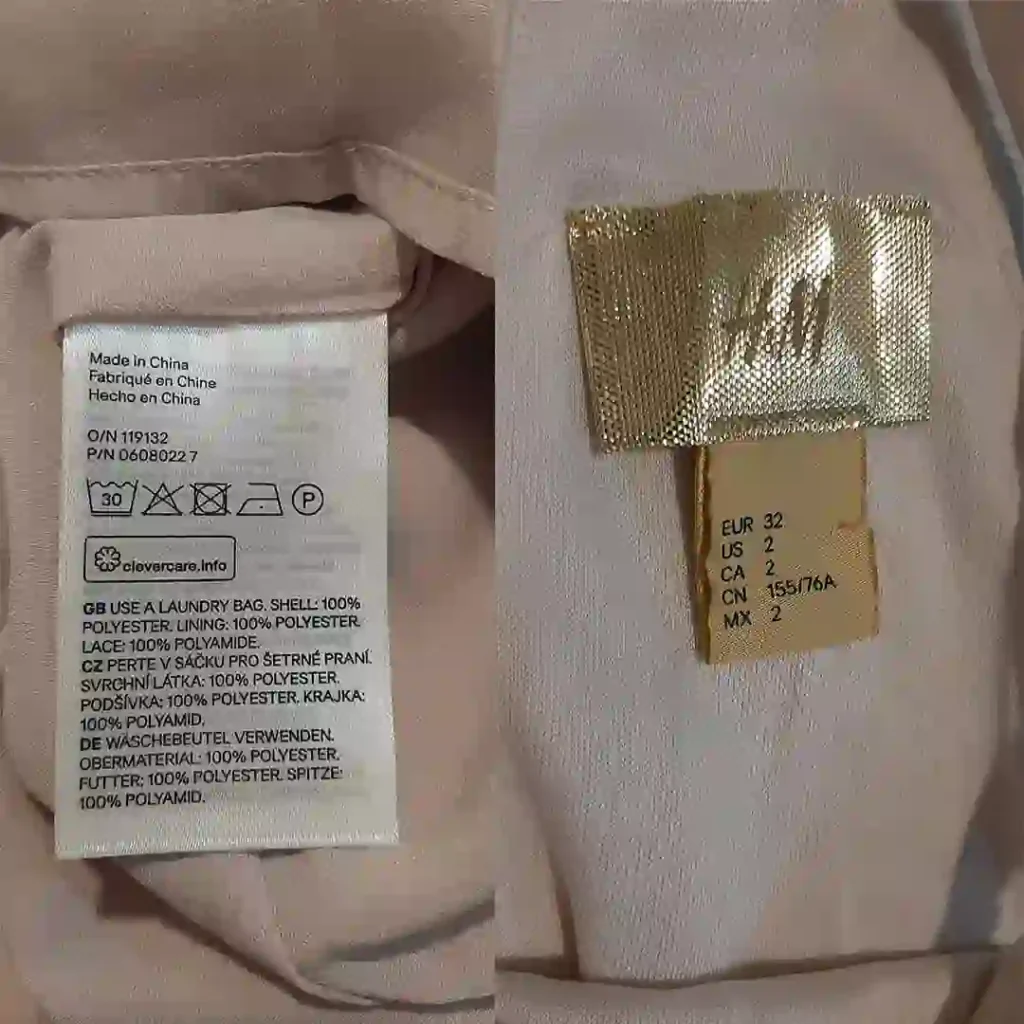 Made in China
Fabriqué en Chine
Hecho en China
O/N 119132
P/N 0608022 7
30
P
clevercare.info
GB USE A LAUNDRY BAG. SHELL: 100%
POLYESTER. LINING: 100% POLYESTER.
LACE: 100% POLYAMIDE.
CZ PERTE V SÁČKU PRO ŠETRNÉ PRANÍ.
SVRCHNÍ LÁTKA: 100% POLYESTER.
PODŠÍVKA: 100% POLYESTER. KRAJKA:
100% POLYAMID.
DE WÄSCHEBEUTEL VERWENDEN.
OBERMATERIAL: 100% POLYESTER.
FUTTER: 100% POLYESTER. SPITZE:
100% POLYAMID.
H&M
EUR 32
US 2
CA 2
CN 155/76A
MX 2